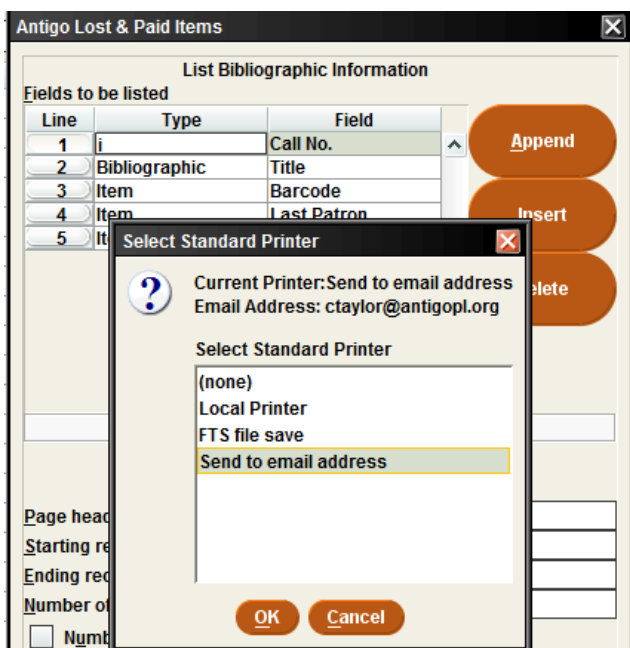 Antigo Lost & Paid Items
List Bibliographic Information
Fields to be listed
Line Type Field
1 i Call No.
2 Bibliographic Title
3 Item Barcode
4 Item Last Patron
5 It
Append
Insert
elete
Select Standard Printer
Current Printer:Send to email address
Email Address: ctaylor@antigopl.org
Select Standard Printer
(none)
Local Printer
FTS file save
Send to email address
OK Cancel
Page head
Starting re
Ending rec
Number of
Numb